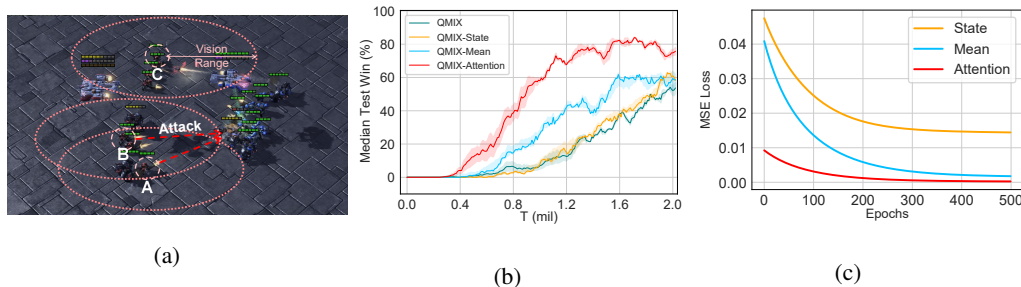 Vision
Range
C
Attack
B
A
(a)
Median Test Win (%)
100
80
60
40
20
0
QMIX
QMIX-State
QMIX-Mean
QMIX-Attention
0.0 0.4 0.8 1.2 1.6 2.0
T (mil)
(b)
MSE Loss
0.04
0.03
0.02
0.01
0.00
State
Mean
Attention
0 100 200 300 400 500
Epochs
(c)